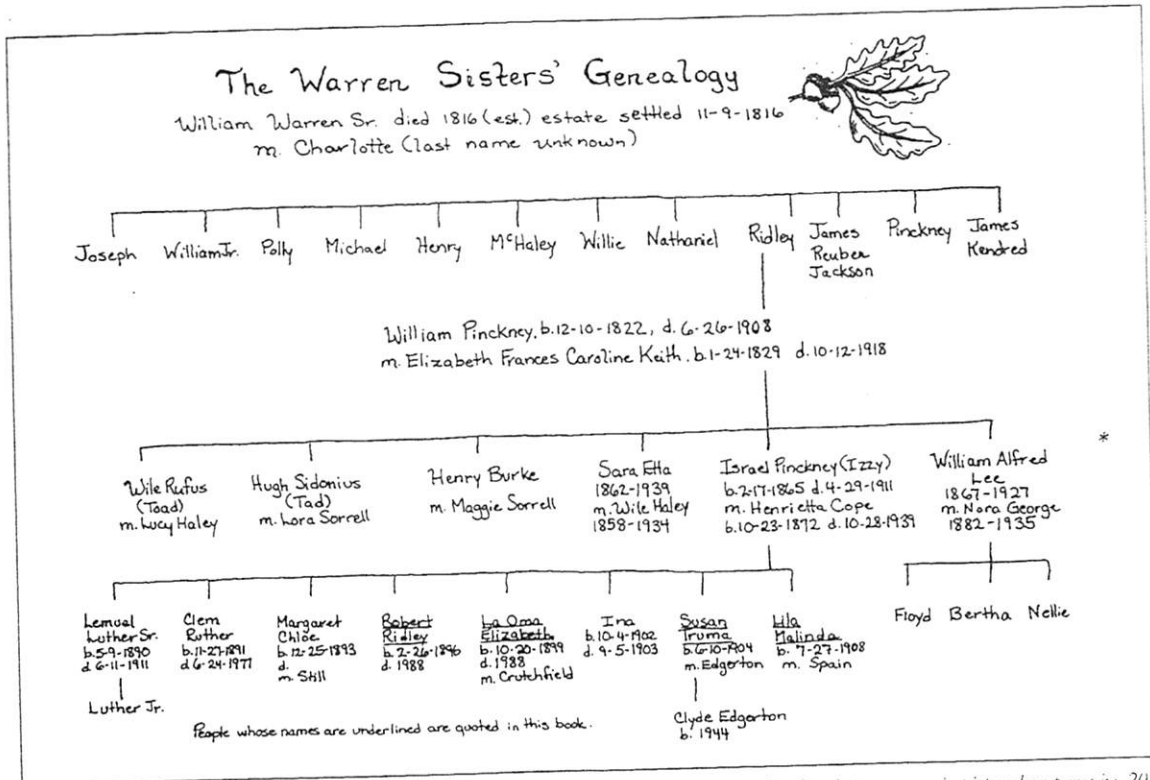 The Warren Sisters' Genealogy
William Warren Sr. died 1816 (est.) estate settled 11-9-1816
m. Charlotte (last name unknown)
Joseph William Jr. Polly Michael Henry McHaley Willie Nathaniel Ridley James Reuben Jackson Pinckney James Kendred
William Pinckney. b. 12-10-1822, d. 6-26-1908
m. Elizabeth Frances Caroline Keith. b. 1-24-1829 d. 10-12-1918
*
Wile Rufus
(Toad)
m. Lucy Haley
Hugh Sidonius
(Tad)
m. Lora Sorrell
Henry Burke
m. Maggie Sorrell
Sara Etta
1862-1939
m. Wile Haley
1858-1934
Israel Pinckney (Izzy)
b. 2-17-1865 d. 4-29-1911
m. Henrietta Cope
b. 10-23-1872 d. 10-28-1939
William Alfred
Lee
1867-1927
m. Nora George
1882-1935
Lemuel
Luther Sr.
b. 5-9-1890
d 6-11-1911
Luther Jr.
Clem
Ruther
b. 11-27-1891
d 6-24-1977
Margaret
Chloe
b. 12-25-1893
d.
m. Still
Robert
Ridley
b. 2-26-1896
d. 1988
La Oma
Elizabeth
b. 10-20-1899
d. 1988
m. Crutchfield
Ina
b. 10-4-1902
d. 9-5-1903
Susan
Truma
b. 6-10-1904
m. Edgerton
Clyde Edgerton
b. 1944
Lila
Malinda
b. 7-27-1908
m. Spain
Floyd Bertha Nellie
People whose names are underlined are quoted in this book.